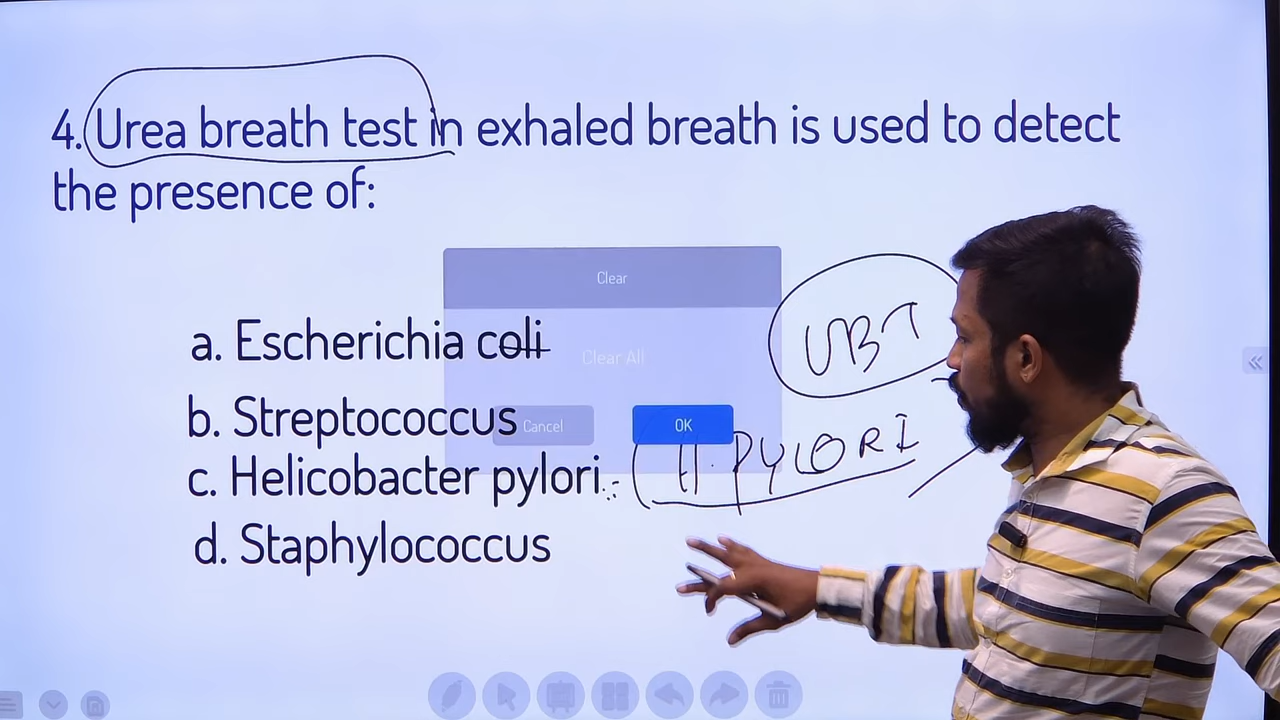 4. Urea breath test in exhaled breath is used to detect
the presence of:
Clear
UBT
a. Escherichia coli
Clear All
b. Streptococcus
Cancel
OK
H. PYLORI
c. Helicobacter pylori
d. Staphylococcus